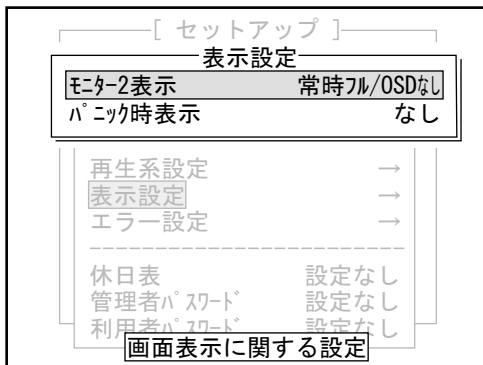 [ セットアップ ]
表示設定
ﾓﾆﾀｰ2表示 常時ﾌﾙ/OSDなし
ﾊﾟﾆｯｸ時表示 なし
再生系設定 →
表示設定 →
エラー設定 →
休日表 設定なし
管理者ﾊﾟｽﾜｰﾄﾞ 設定なし
利用者ﾊﾟｽﾜｰﾄﾞ 設定なし
画面表示に関する設定